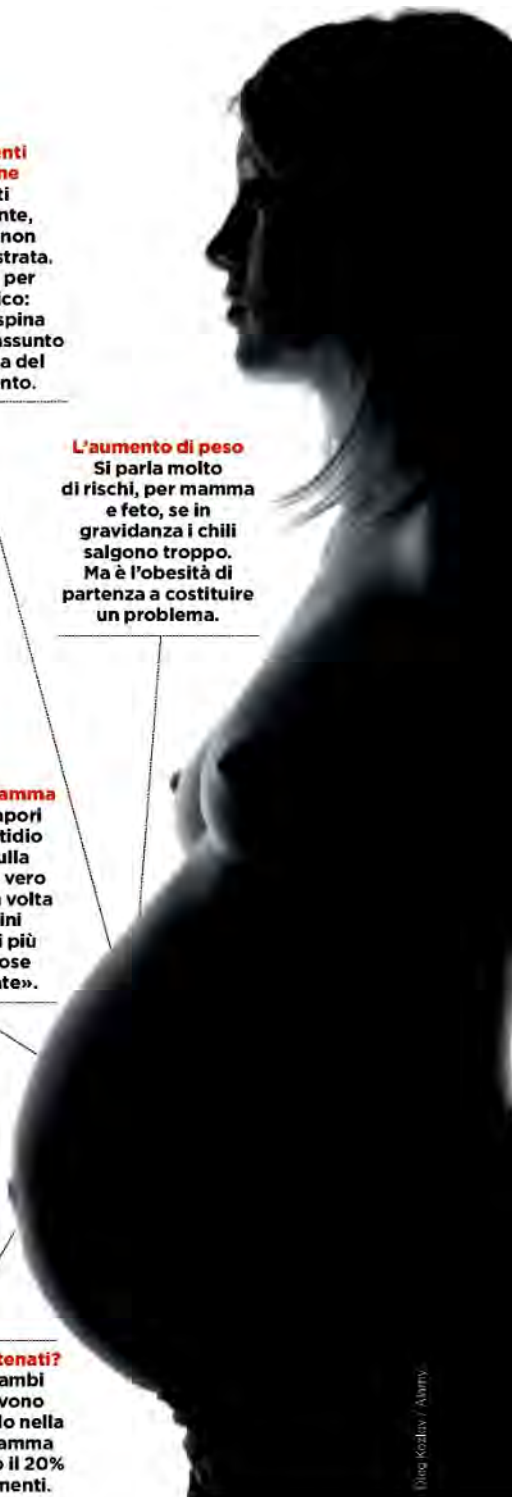 nti
ne
ti
nte,
non
strata.
per
ico:
spina
assunto
a del
nto.
L'aumento di peso
Si parla molto
di rischi, per mamma
e feto, se in
gravidanza i chili
salgono troppo.
Ma è l'obesità di
partenza a costituire
un problema.
amma
apori
tidio
ulla
vero
volta
ini
i più
ose
te».
tenati?
ambi
vono
lo nella
amma
o il 20%
menti.
Oleg Kozlov / Alamy